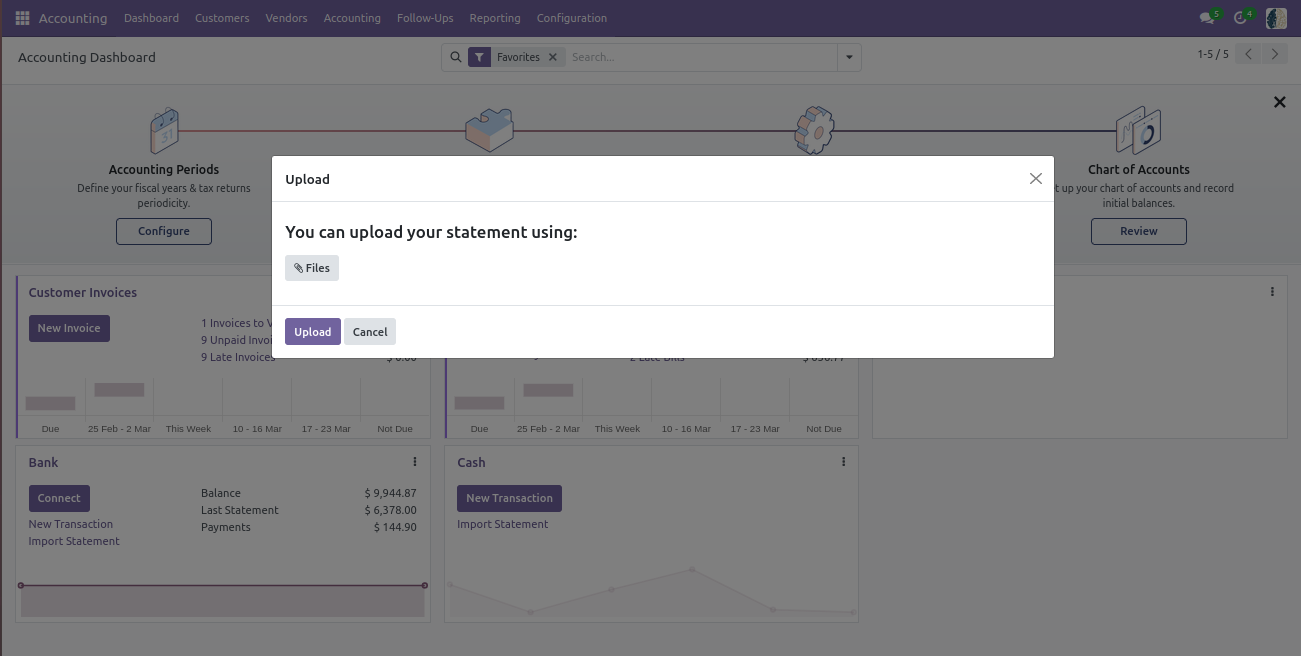 Accounting Dashboard Customers Vendors Accounting Follow-Ups Reporting Configuration 5 4
Accounting Dashboard Favorites Search... 1-5 / 5
31
Accounting Periods
Define your fiscal years & tax returns
periodicity.
Configure
Chart of Accounts
t up your chart of accounts and record
initial balances.
Review
Upload
You can upload your statement using:
Files
Upload Cancel
Customer Invoices
New Invoice
1 Invoices to V
9 Unpaid Invoi
9 Late Invoices
Due 25 Feb - 2 Mar This Week 10 - 16 Mar 17 - 23 Mar Not Due
2 Late Bills
Due 25 Feb - 2 Mar This Week 10 - 16 Mar 17 - 23 Mar Not Due
Bank
Connect
New Transaction
Import Statement
Balance $ 9,944.87
Last Statement $ 6,378.00
Payments $ 144.90
Cash
New Transaction
Import Statement